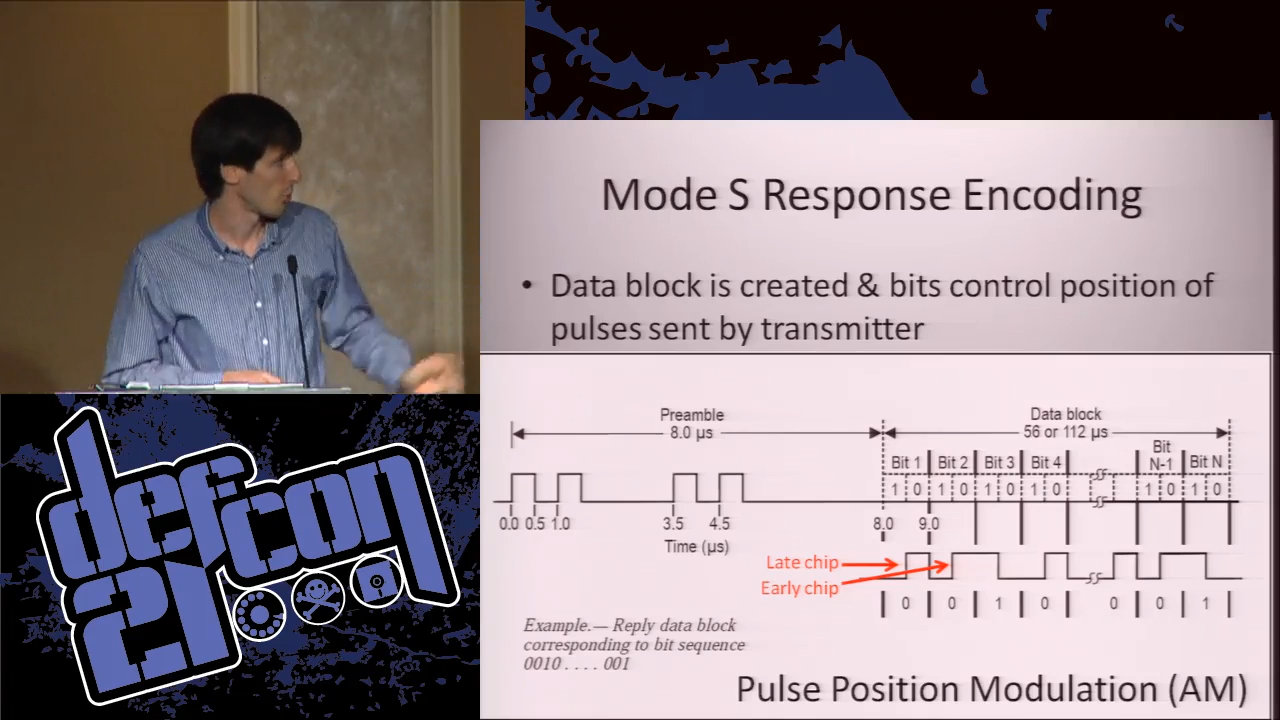 Mode S Response Encoding
• Data block is created & bits control position of
pulses sent by transmitter
Preamble
8.0 µs
Data block
56 or 112 µs
Bit 1 Bit 2 Bit 3 Bit 4 Bit N-1 Bit N
1 0 1 0 1 0 1 0 1 0 1 0
0.0 0.5 1.0 3.5 4.5 8.0 9.0
Time (µs)
Late chip
Early chip
0 0 1 0 0 0 1
Example.— Reply data block
corresponding to bit sequence
0010 . . . . 001
Pulse Position Modulation (AM)
defcon
21